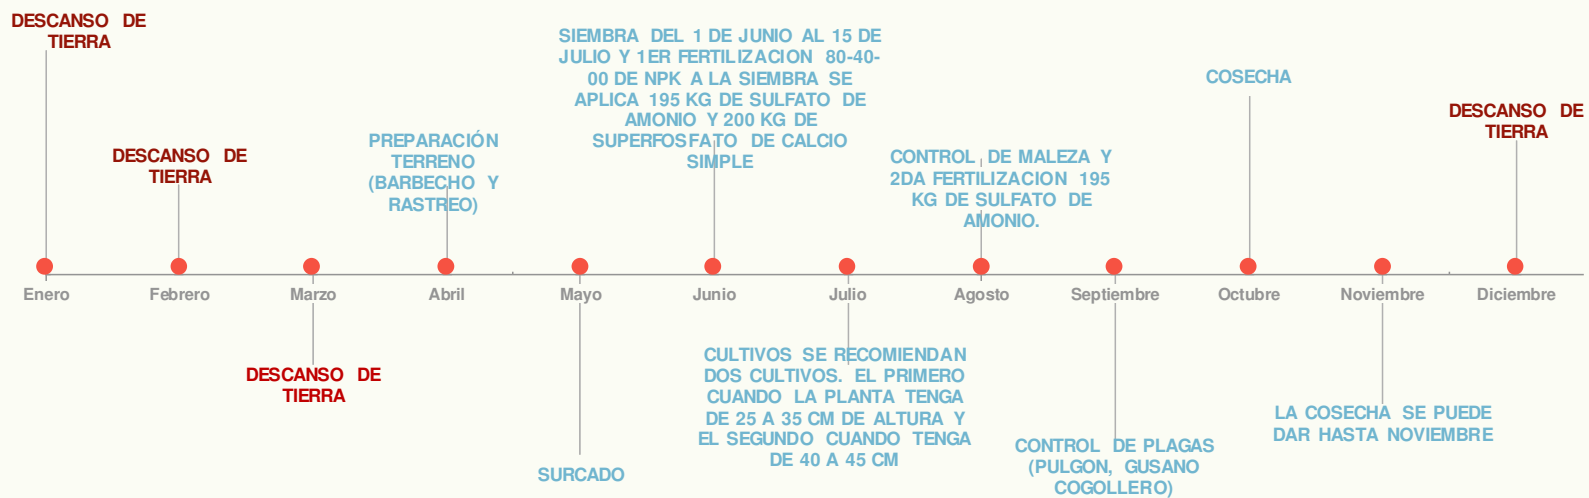 DESCANSO DE
TIERRA
DESCANSO DE
TIERRA
PREPARACIÓN
TERRENO
(BARBECHO Y
RASTREO)
SIEMBRA DEL 1 DE JUNIO AL 15 DE
JULIO Y 1ER FERTILIZACION 80-40-
00 DE NPK A LA SIEMBRA SE
APLICA 195 KG DE SULFATO DE
AMONIO Y 200 KG DE
SUPERFOSFATO DE CALCIO
SIMPLE
CONTROL DE MALEZA Y
2DA FERTILIZACION 195
KG DE SULFATO DE
AMONIO.
COSECHA
DESCANSO DE
TIERRA
Enero Febrero Marzo Abril Mayo Junio Julio Agosto Septiembre Octubre Noviembre Diciembre
DESCANSO DE
TIERRA
SURCADO
CULTIVOS SE RECOMIENDAN
DOS CULTIVOS. EL PRIMERO
CUANDO LA PLANTA TENGA
DE 25 A 35 CM DE ALTURA Y
EL SEGUNDO CUANDO TENGA
DE 40 A 45 CM
CONTROL DE PLAGAS
(PULGON, GUSANO
COGOLLERO)
LA COSECHA SE PUEDE
DAR HASTA NOVIEMBRE